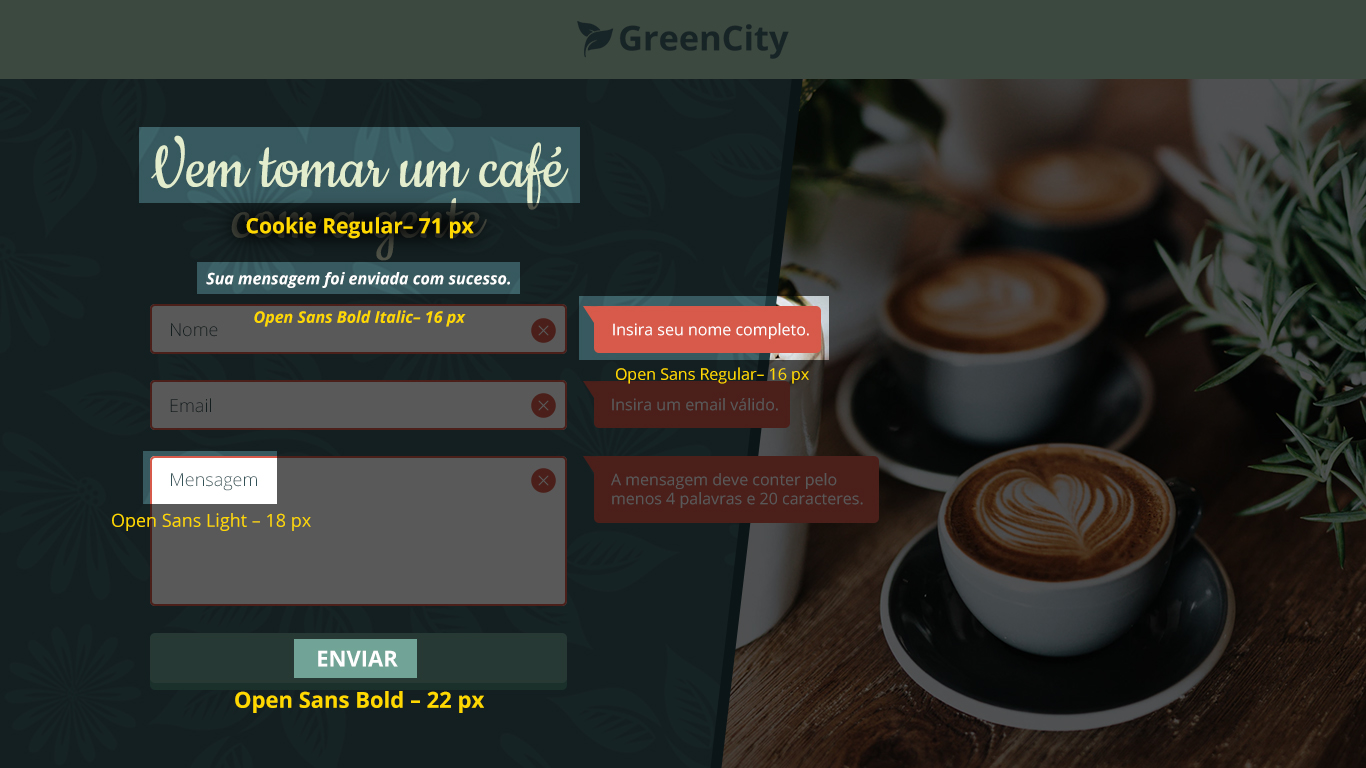 GreenCity
Vem tomar um café
com a gente
Cookie Regular– 71 px
Sua mensagem foi enviada com sucesso.
Open Sans Bold Italic– 16 px
Nome
Insira seu nome completo.
Open Sans Regular– 16 px
Email
Insira um email válido.
Mensagem
A mensagem deve conter pelo
menos 4 palavras e 20 caracteres.
Open Sans Light – 18 px
ENVIAR
Open Sans Bold – 22 px